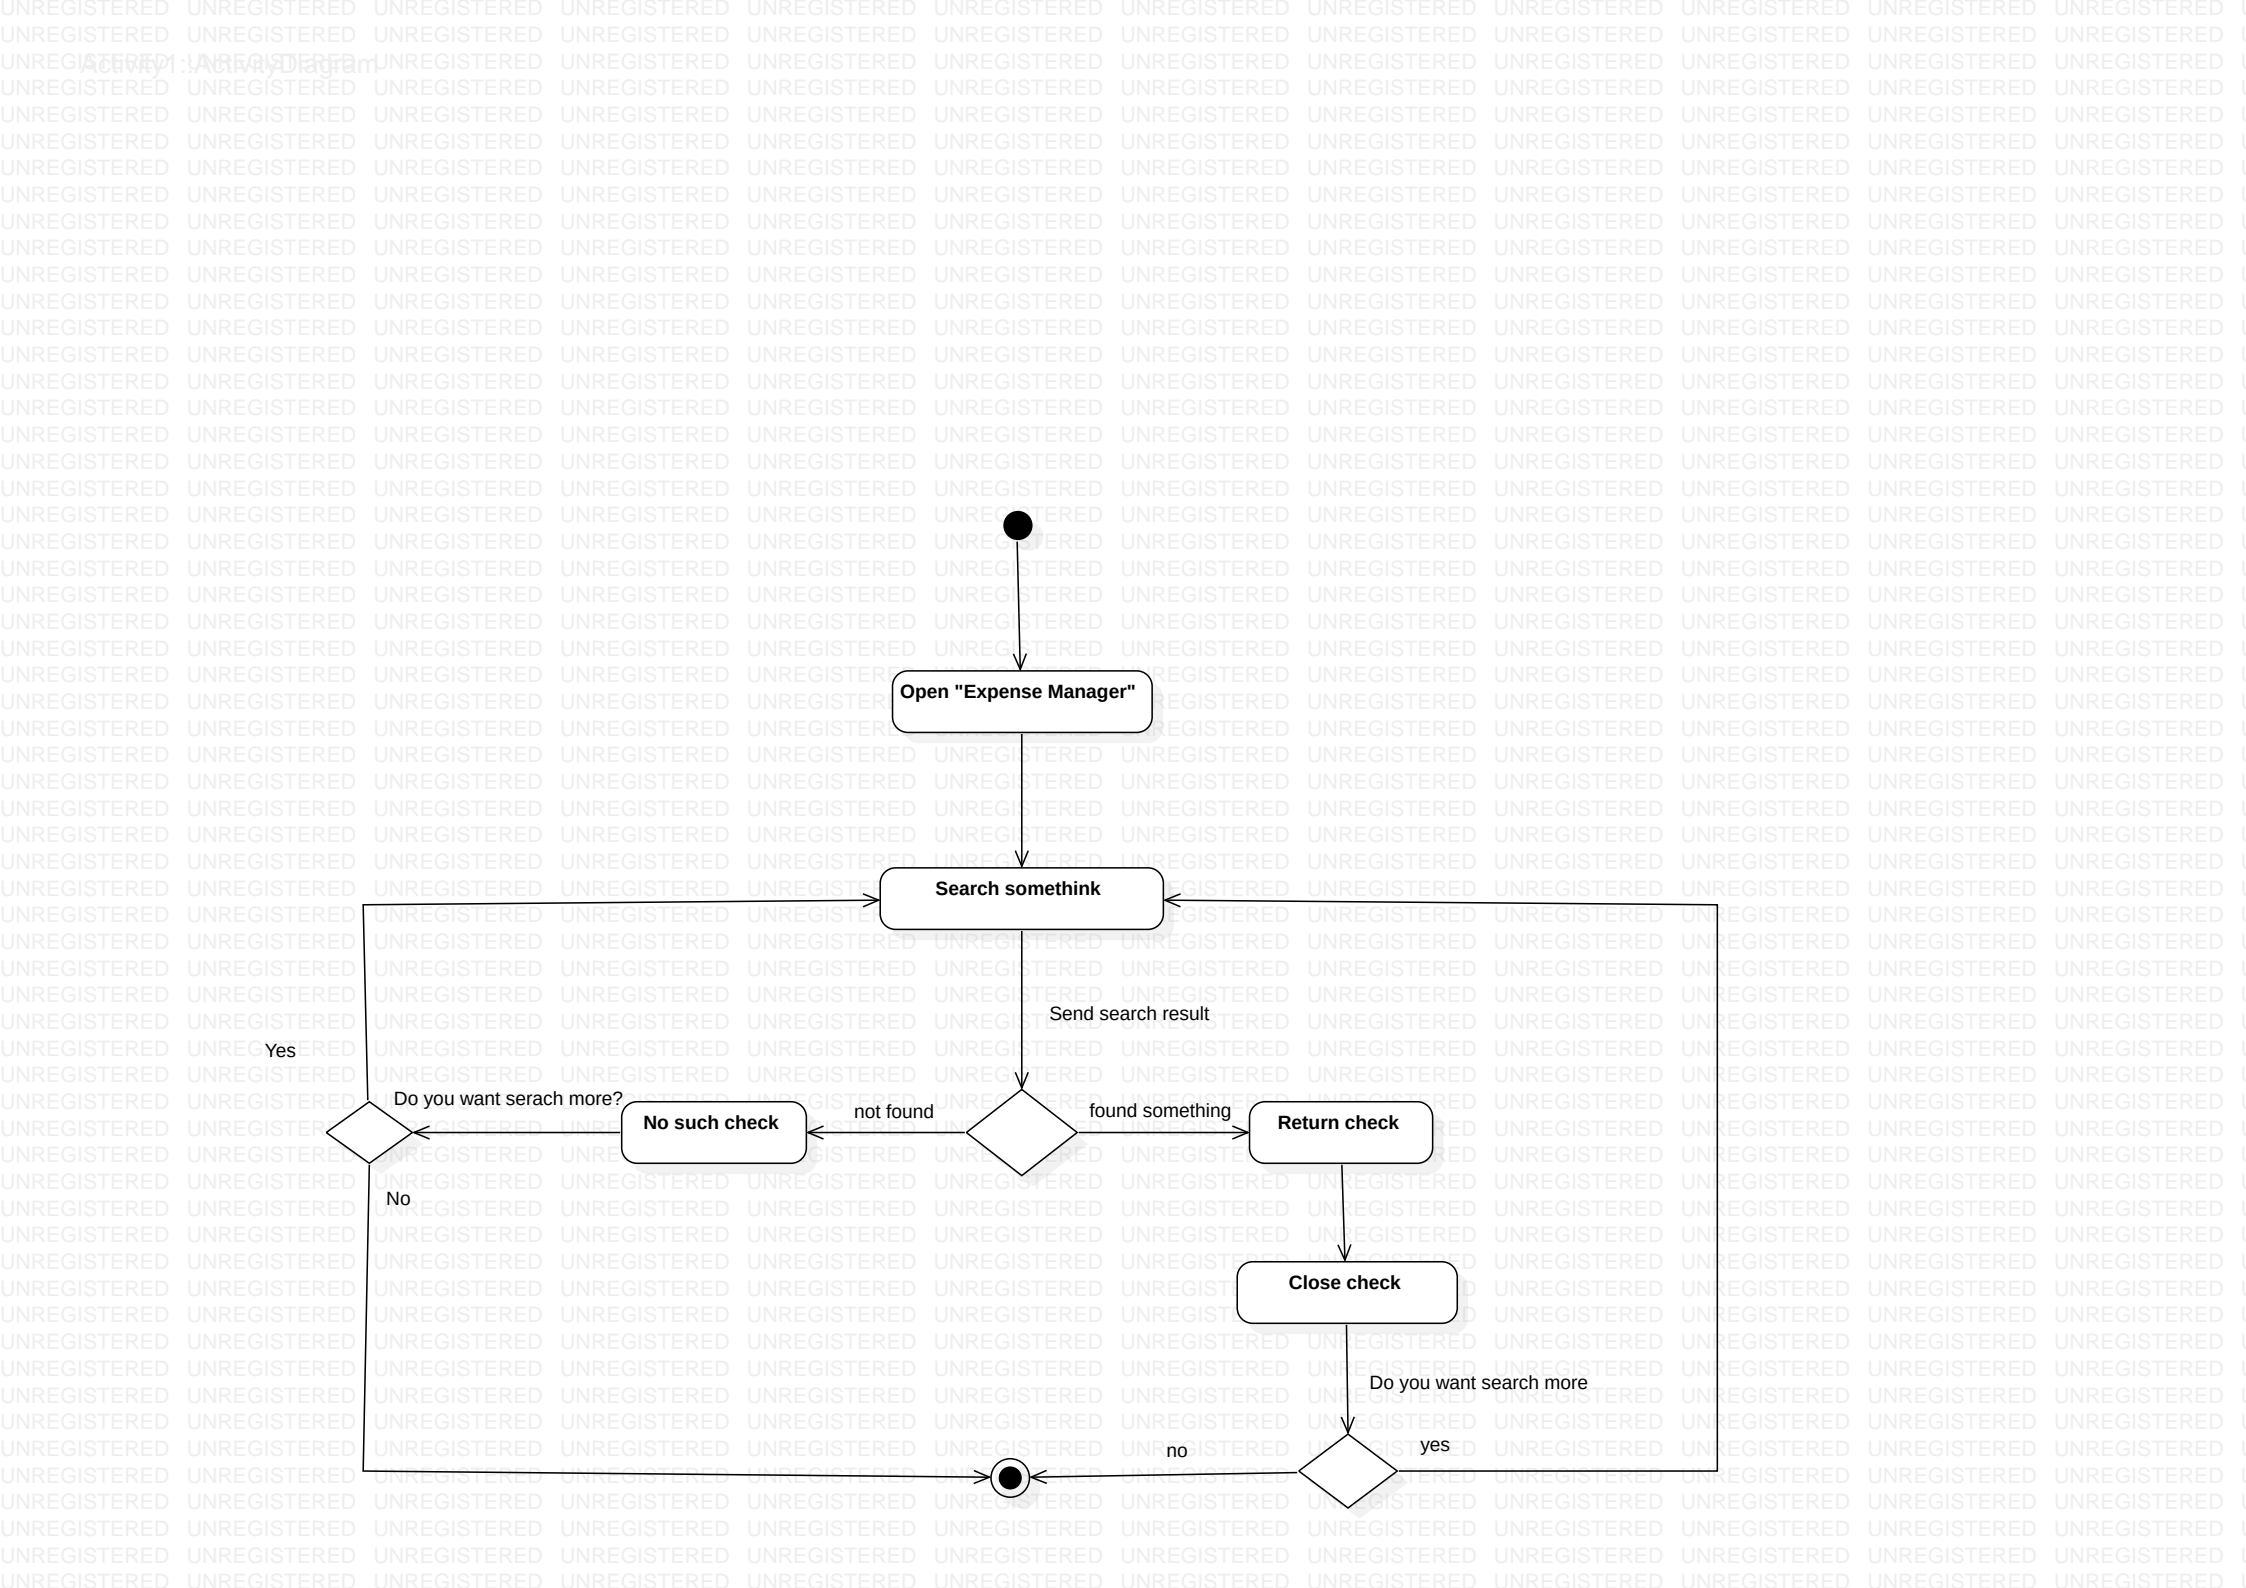 Activity1::ActivityDiagram
Open "Expense Manager"
Search somethink
Send search result
Yes
Do you want serach more?
No such check
not found
found something
Return check
No
Close check
Do you want search more
no
yes
UNREGISTERED